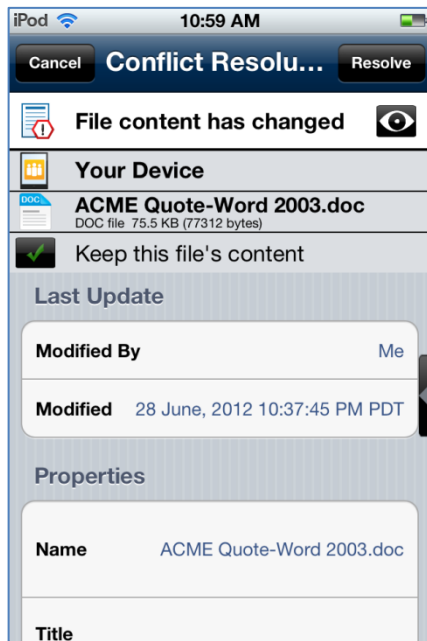 iPod 10:59 AM
Cancel Conflict Resolu... Resolve
File content has changed
Your Device
DOC
ACME Quote-Word 2003.doc
DOC file 75.5 KB (77312 bytes)
Keep this file's content
Last Update
Modified By Me
Modified 28 June, 2012 10:37:45 PM PDT
Properties
Name ACME Quote-Word 2003.doc
Title